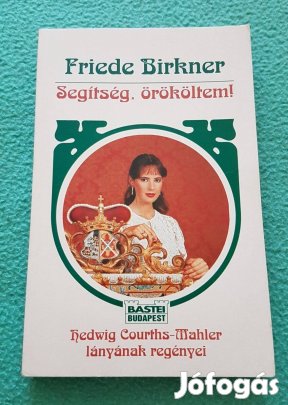 Friede Birkner
Segítség, örököltem!
BASTEI
BUDAPEST
Hedwig Courths-Mahler
lányának regényei
Jófogás